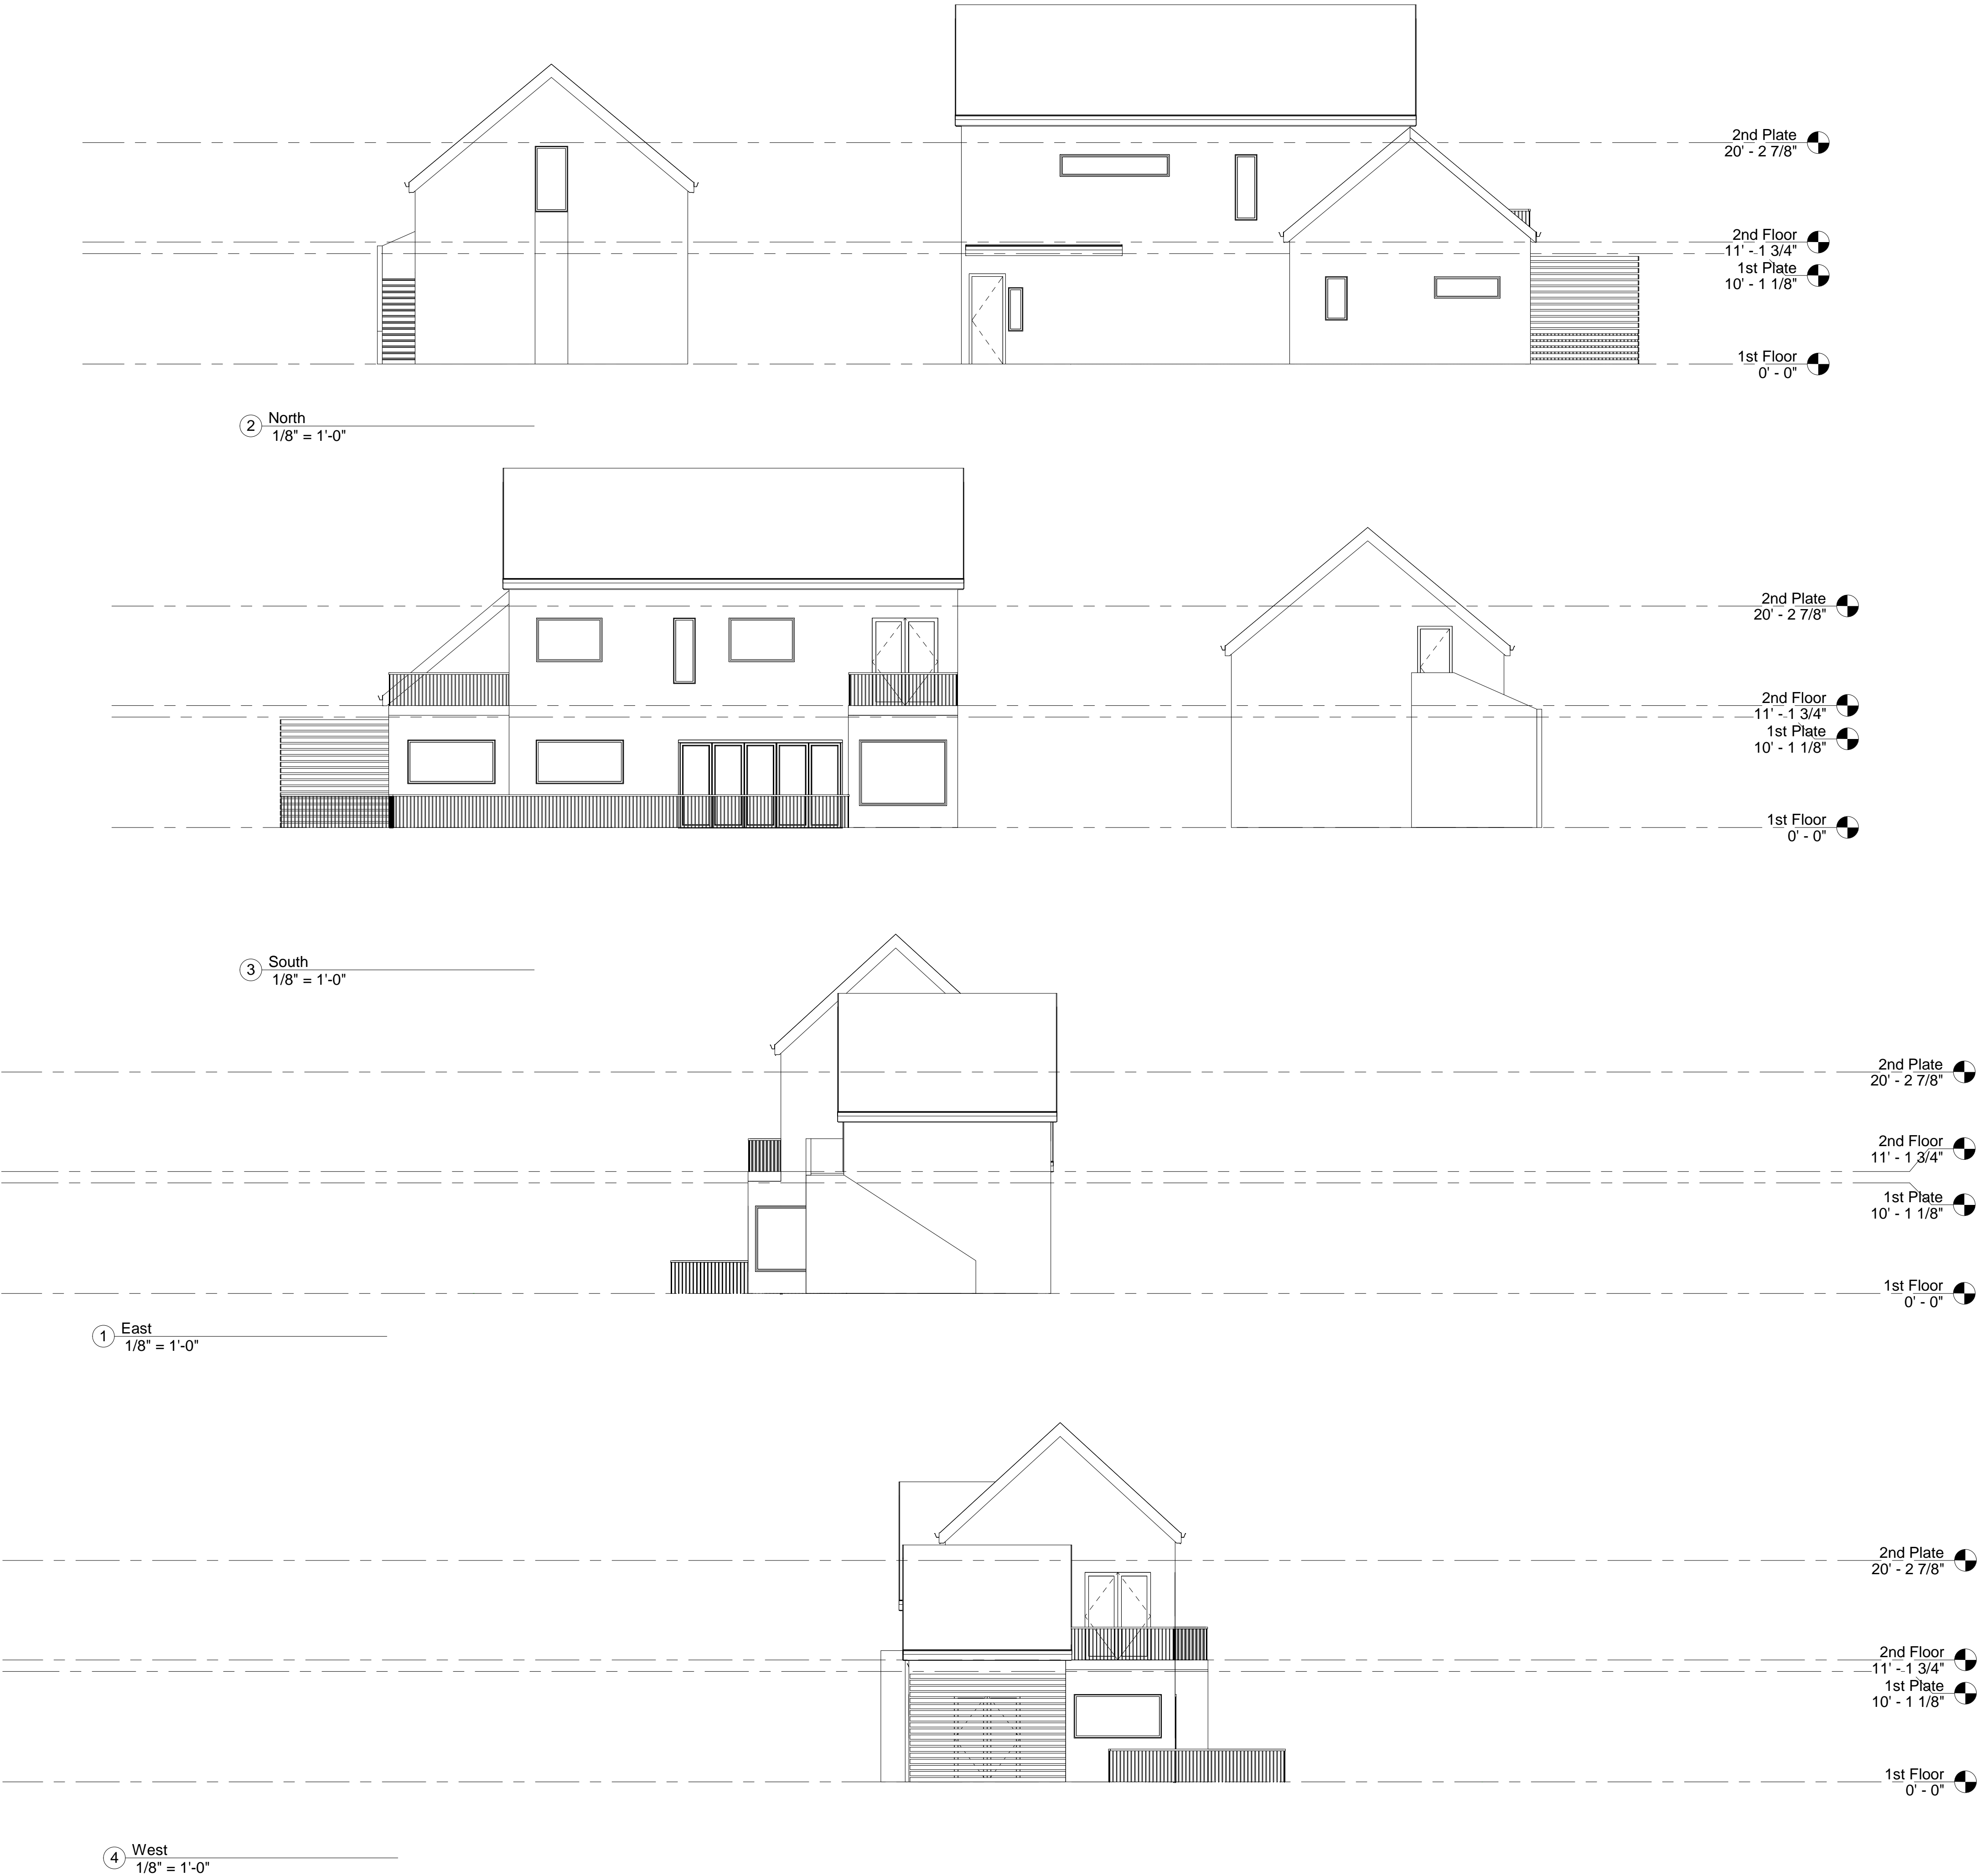 2nd Plate
20' - 2 7/8"
2nd Floor
11' - 1 3/4"
1st Plate
10' - 1 1/8"
1st Floor
0' - 0"
2 North
1/8" = 1'-0"
2nd Plate
20' - 2 7/8"
2nd Floor
11' - 1 3/4"
1st Plate
10' - 1 1/8"
1st Floor
0' - 0"
3 South
1/8" = 1'-0"
2nd Plate
20' - 2 7/8"
2nd Floor
11' - 1 3/4"
1st Plate
10' - 1 1/8"
1st Floor
0' - 0"
1 East
1/8" = 1'-0"
2nd Plate
20' - 2 7/8"
2nd Floor
11' - 1 3/4"
1st Plate
10' - 1 1/8"
1st Floor
0' - 0"
4 West
1/8" = 1'-0"